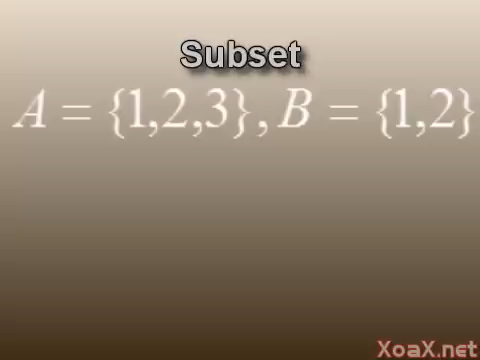 Subset
A = {1,2,3}, B = {1,2}
XoaX.net